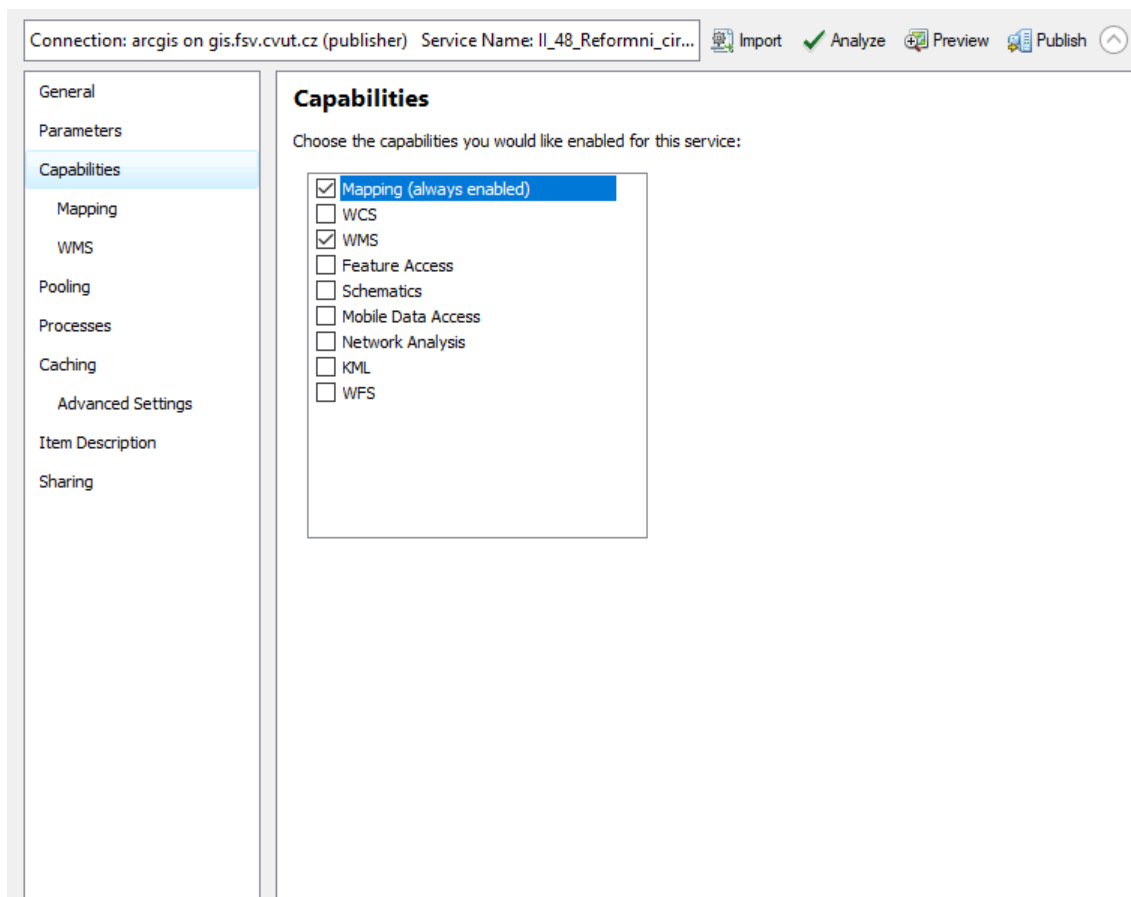 Connection: arcgis on gis.fsv.cvut.cz (publisher) Service Name: II_48_Reformni_cir... Import Analyze Preview Publish
General
Parameters
Capabilities
Mapping
WMS
Pooling
Processes
Caching
Advanced Settings
Item Description
Sharing
Capabilities
Choose the capabilities you would like enabled for this service:
Mapping (always enabled)
WCS
WMS
Feature Access
Schematics
Mobile Data Access
Network Analysis
KML
WFS